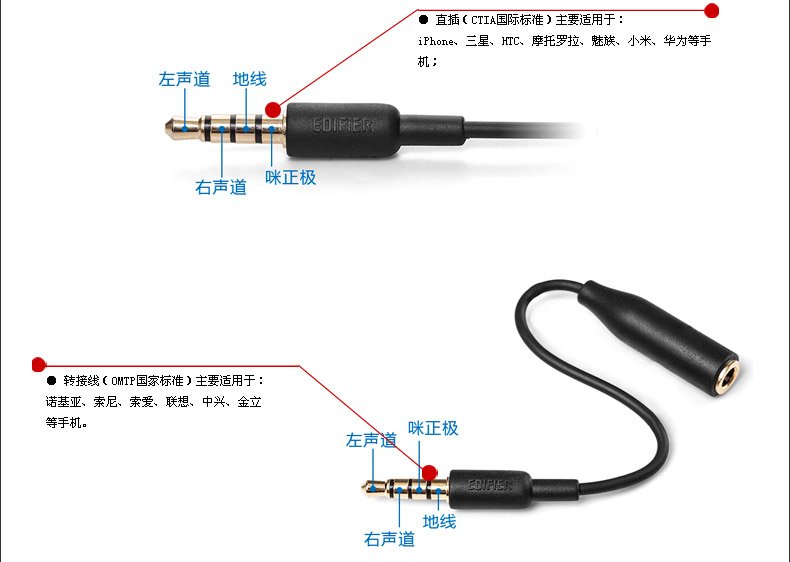 ● 直插（CTIA国际标准）主要适用于：
iPhone、三星、HTC、摩托罗拉、魅族、小米、华为等手
机；
左声道
地线
EDIFIER
右声道
咪正极
● 转接线（OMTP国家标准）主要适用于：
诺基亚、索尼、索爱、联想、中兴、金立
等手机。
左声道
咪正极
EDIFIER
地线
右声道